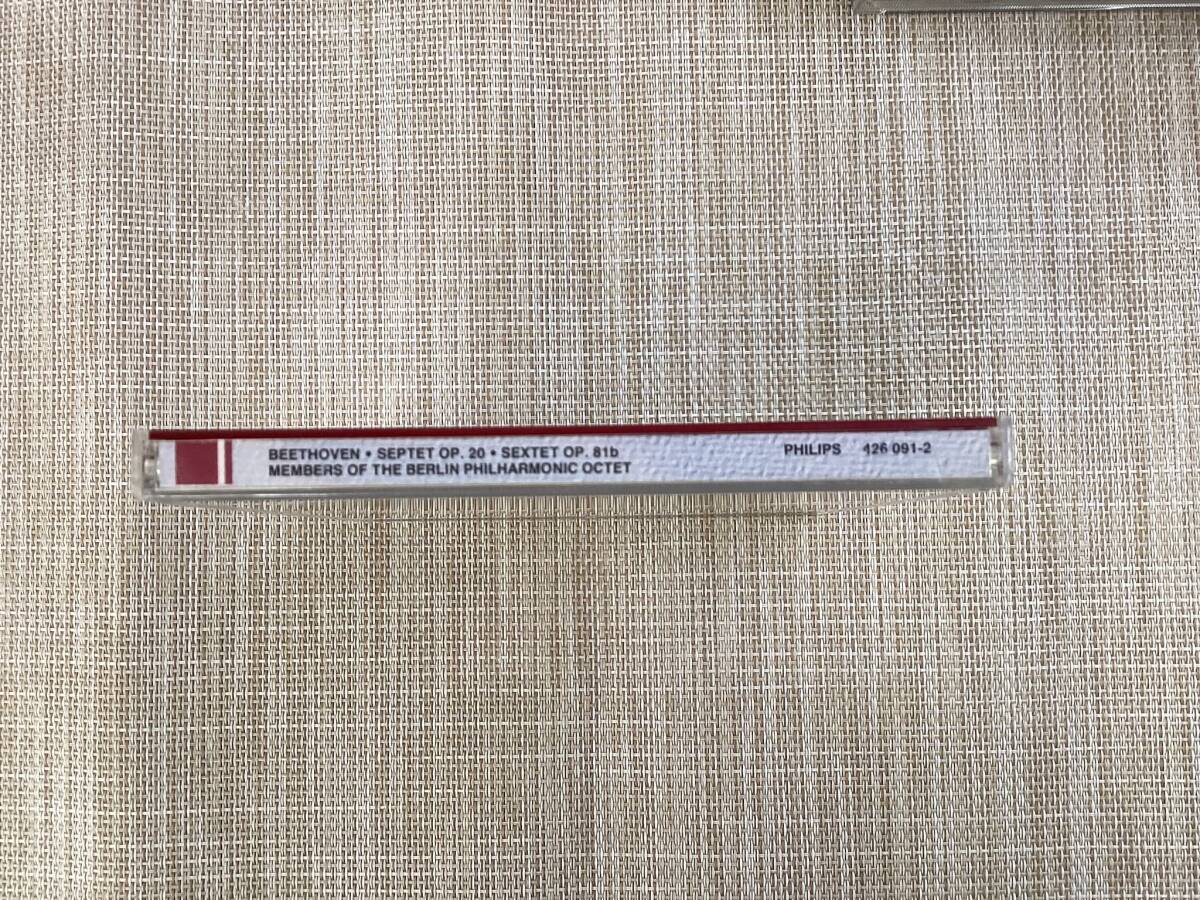 BEETHOVEN • SEPTET OP. 20 • SEXTET OP. 81b
MEMBERS OF THE BERLIN PHILHARMONIC OCTET
PHILIPS 426 091-2